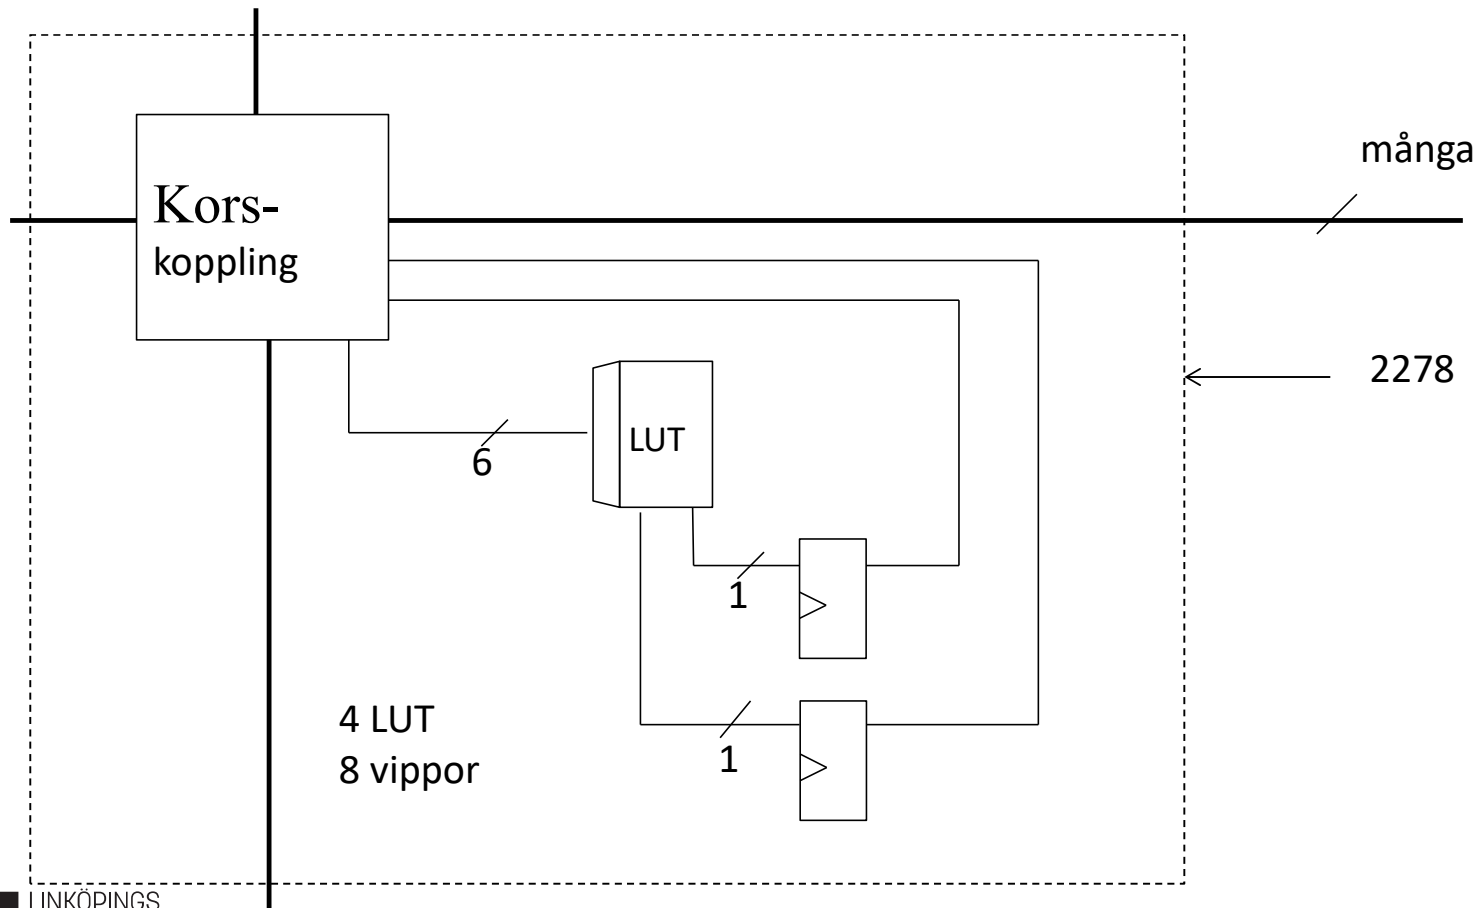 många
Kors-
koppling
2278
LUT
6
1
1
4 LUT
8 vippor
LINKÖPINGS